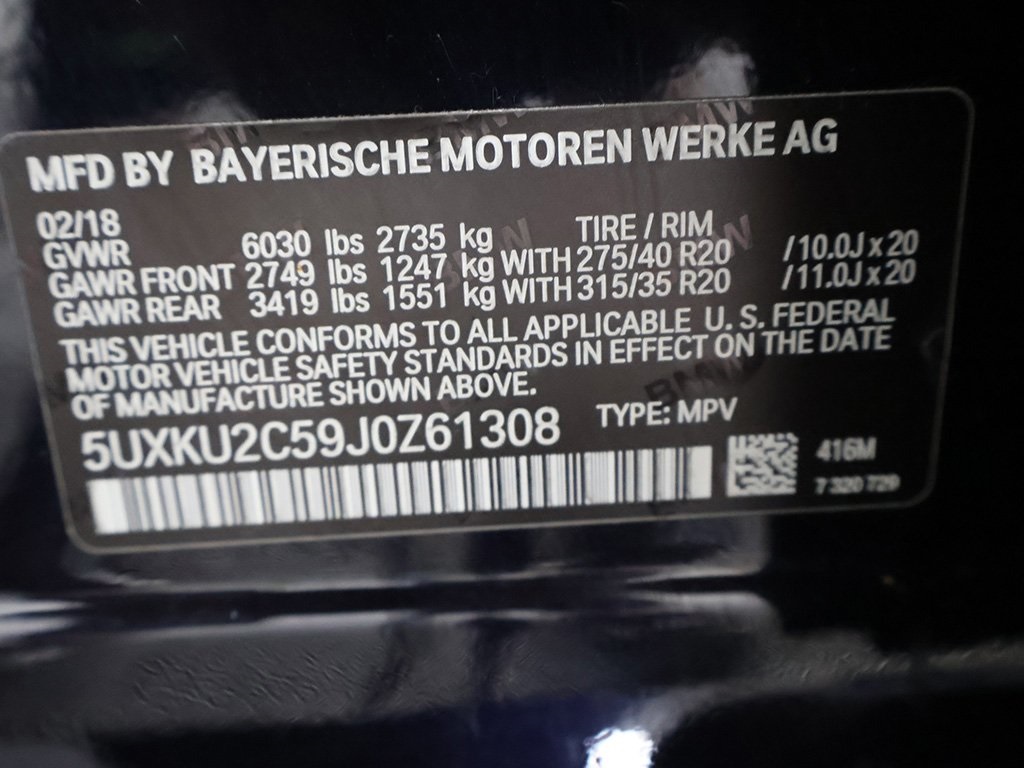 MFD BY BAYERISCHE MOTOREN WERKE AG
02/18 TIRE / RIM
GVWR 6030 lbs 2735 kg
GAWR FRONT 2749 lbs 1247 kg WITH 275/40 R20 /10.0J x 20
GAWR REAR 3419 lbs 1551 kg WITH 315/35 R20 /11.0J x 20
THIS VEHICLE CONFORMS TO ALL APPLICABLE U. S. FEDERAL
MOTOR VEHICLE SAFETY STANDARDS IN EFFECT ON THE DATE
OF MANUFACTURE SHOWN ABOVE.
5UXKU2C59J0Z61308 TYPE: MPV
416M
7 320 729